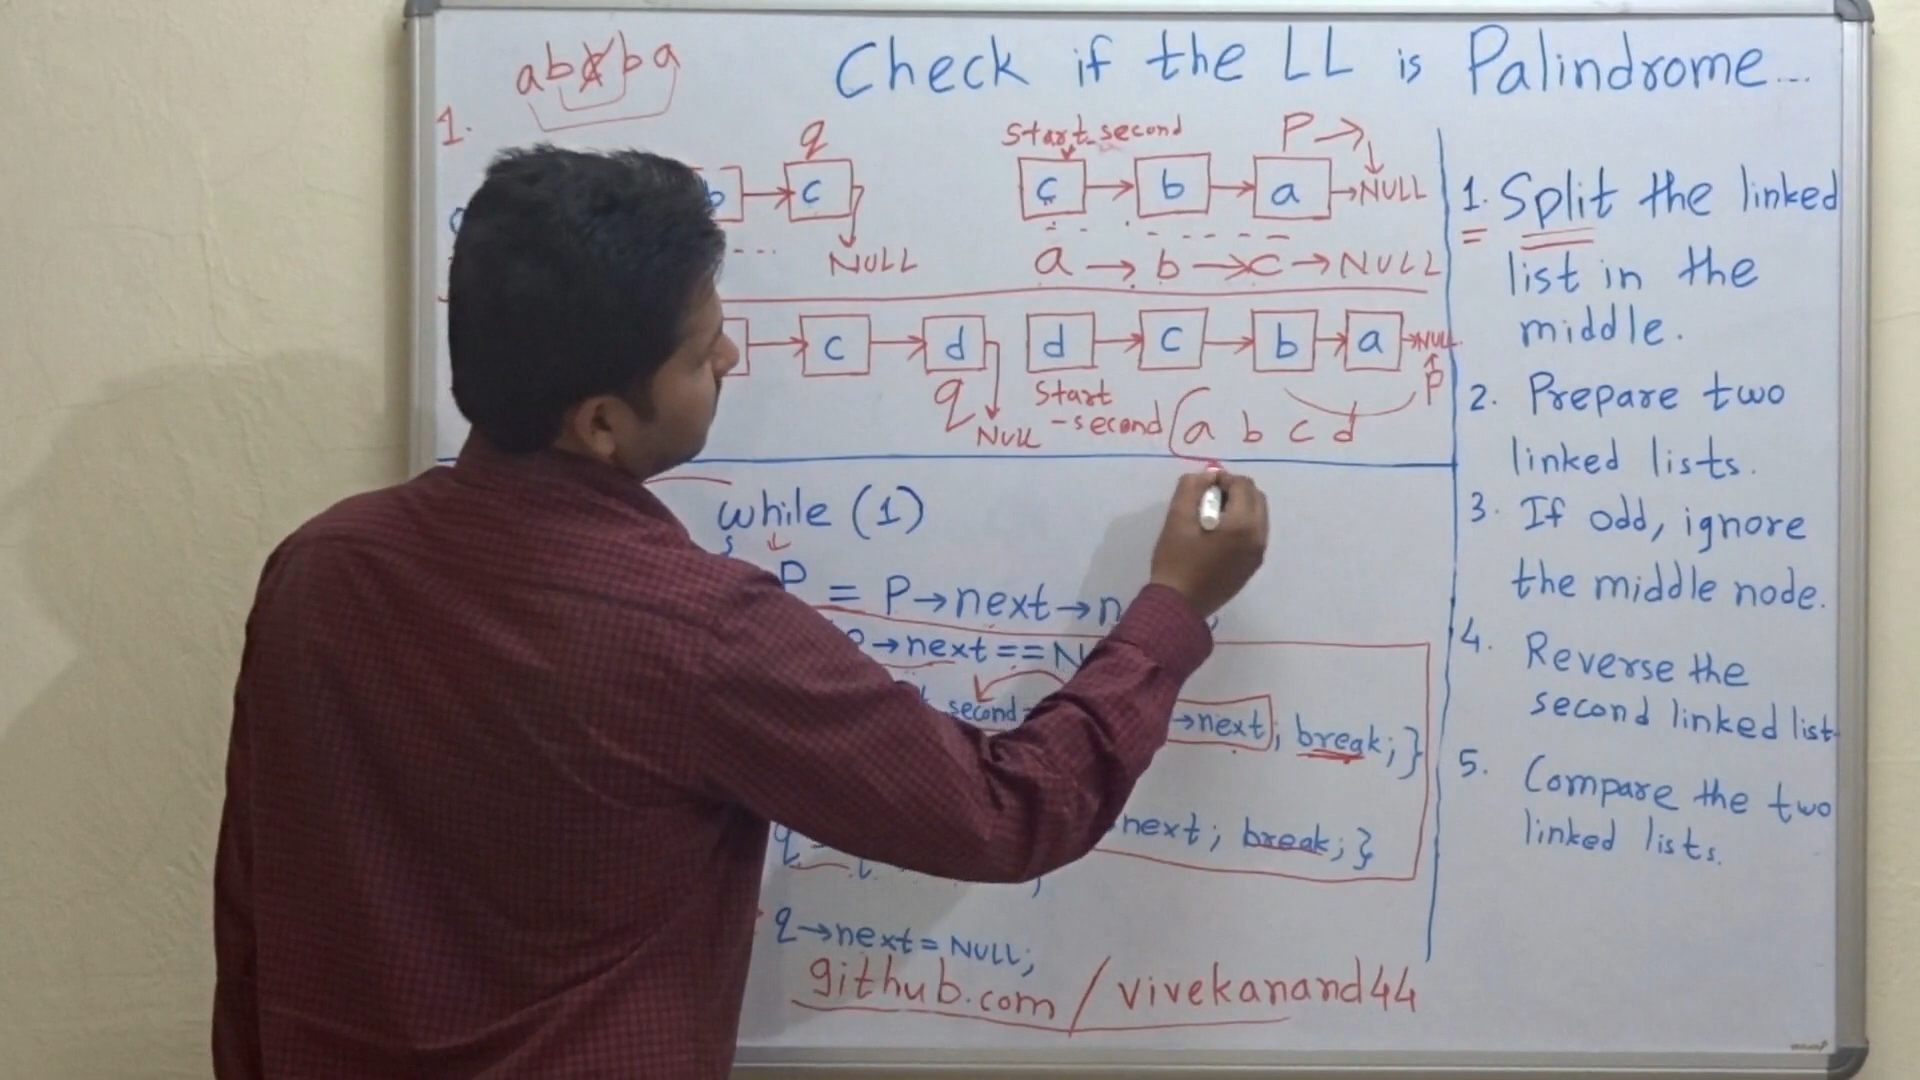 abcba
Check if the LL is Palindrome...
1.
q
Start_second
P
b
c
c
b
a
NULL
NULL
a → b → c → NULL
c
d
d
c
b
a
NULL
q
NULL
Start
-second
P
a b c d
while (1)
P = P→next→n
→next==N
second=
→next; break; }
next; break; }
q
q→next = NULL;
github.com/vivekanand44
1. Split the linked
list in the
middle.
2. Prepare two
linked lists.
3. If odd, ignore
the middle node.
4. Reverse the
second linked list
5. Compare the two
linked lists.